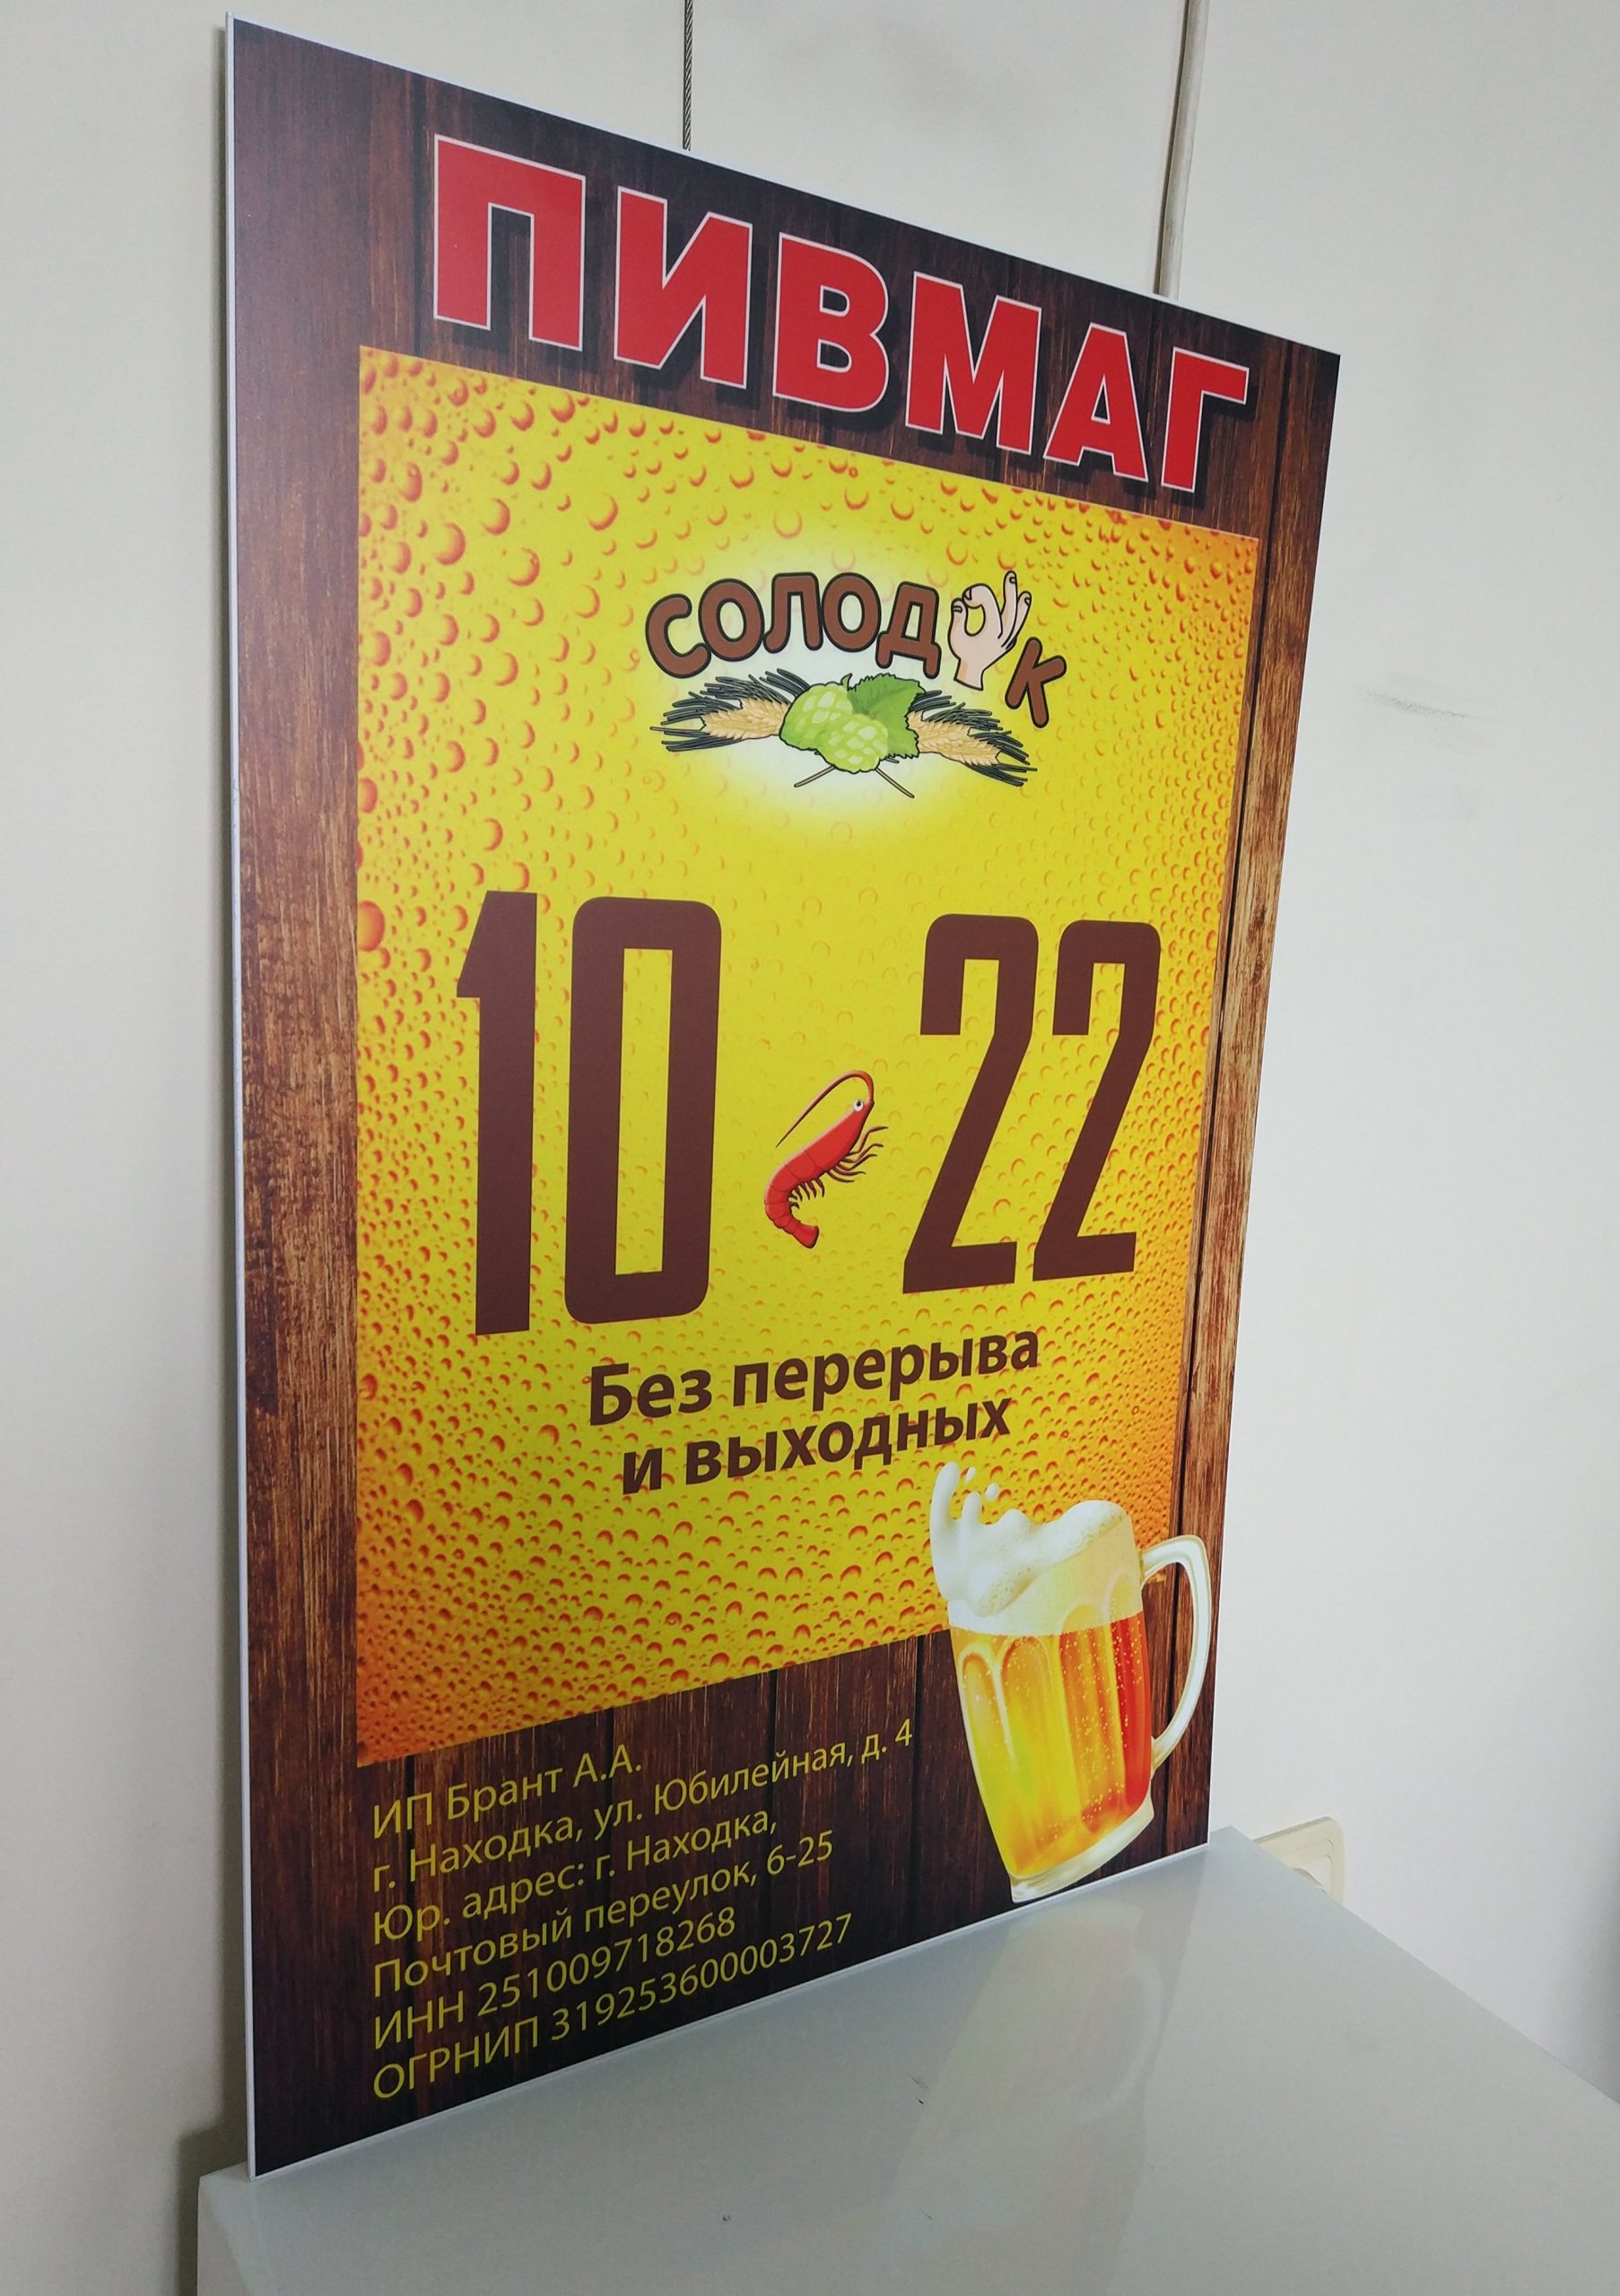 ПИВМАГ
СОЛОДОК
10 22
Без перерыва
и выходных
ИП Брант А.А.
г. Находка, ул. Юбилейная, д. 4
Юр. адрес: г. Находка,
Почтовый переулок, 6-25
ИНН 251009718268
ОГРНИП 319253600003727